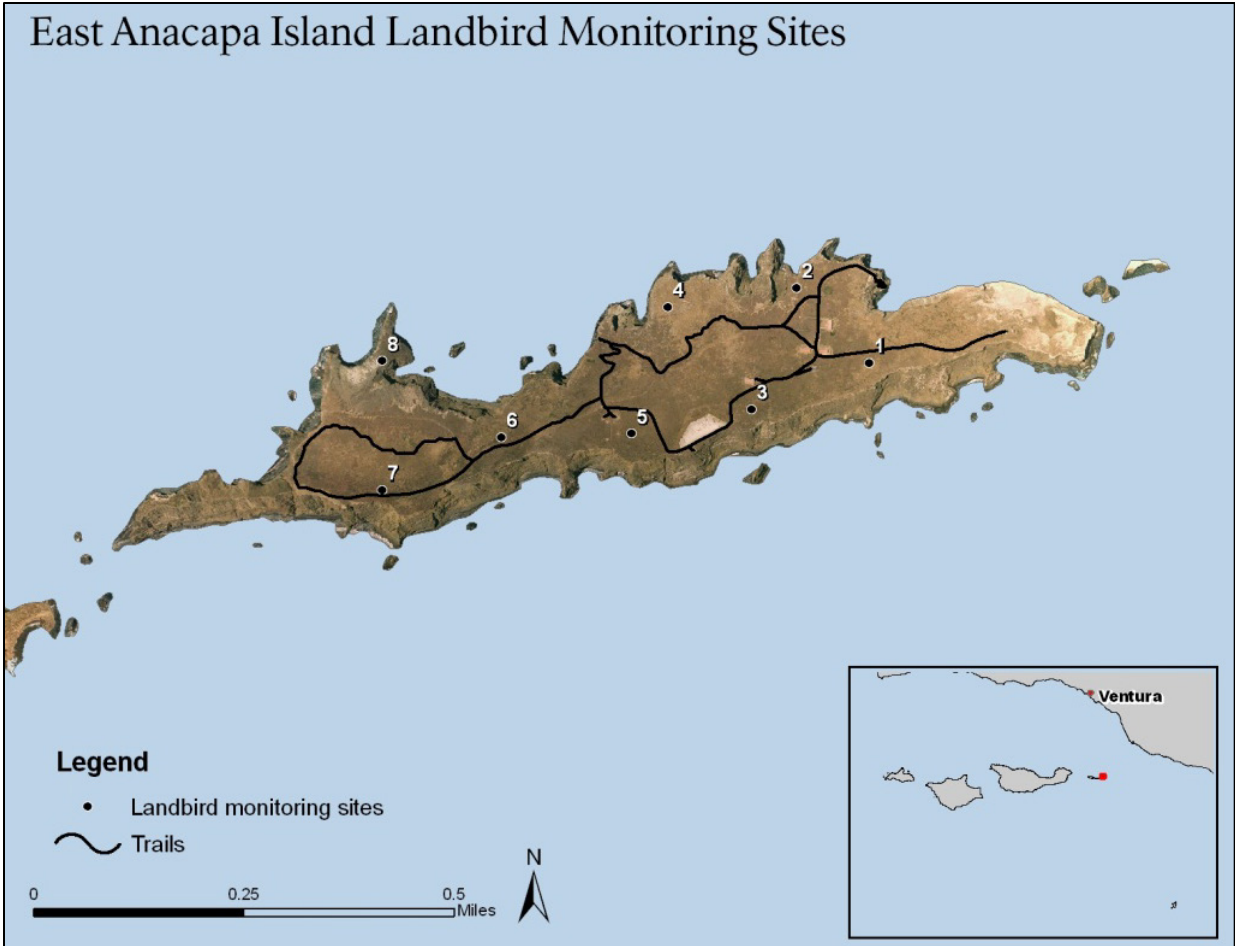 East Anacapa Island Landbird Monitoring Sites
2
4
8
1
3
6
5
7
Ventura
Legend
Landbird monitoring sites
Trails
N
0 0.25 0.5
Miles